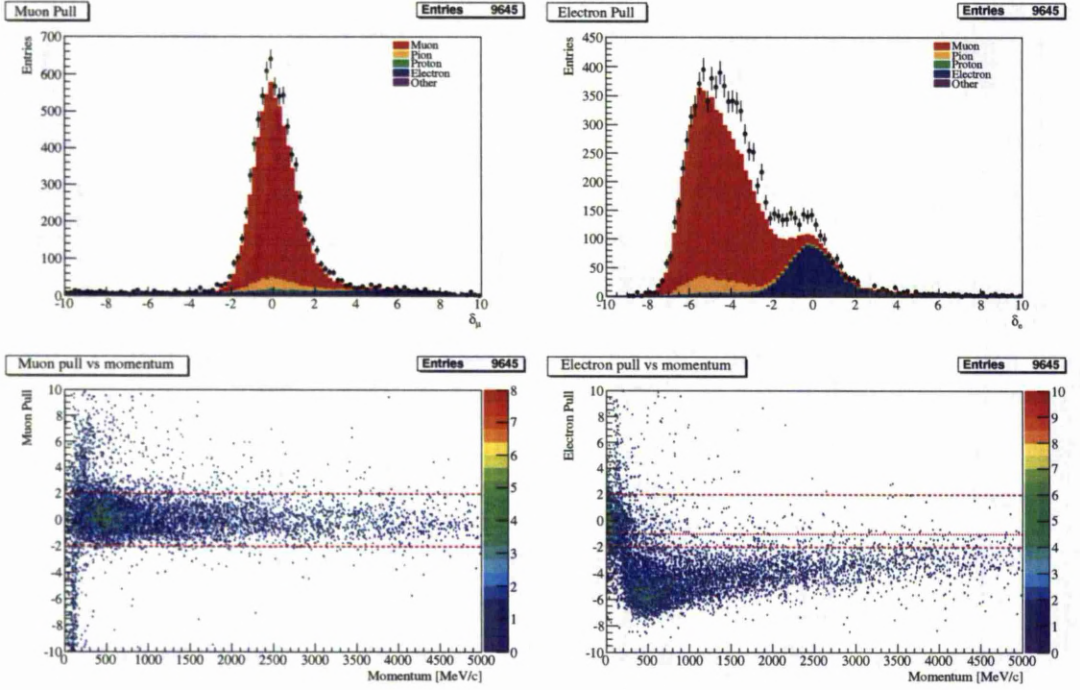 Muon Pull
Entries 9645
Entries
700
600
500
400
300
200
100
0
Muon
Pion
Proton
Electron
Other
-10 -8 -6 -4 -2 0 2 4 6 8 10
δμ
Electron Pull
Entries 9645
Entries
450
400
350
300
250
200
150
100
50
0
Muon
Pion
Proton
Electron
Other
-10 -8 -6 -4 -2 0 2 4 6 8 10
δe
Muon pull vs momentum
Entries 9645
Muon Pull
10
8
6
4
2
0
-2
-4
-6
-8
-10
0 500 1000 1500 2000 2500 3000 3500 4000 4500 5000
Momentum [MeV/c]
8
7
6
5
4
3
2
1
0
Electron pull vs momentum
Entries 9645
Electron Pull
10
8
6
4
2
0
-2
-4
-6
-8
-10
0 500 1000 1500 2000 2500 3000 3500 4000 4500 5000
Momentum [MeV/c]
10
9
8
7
6
5
4
3
2
1
0